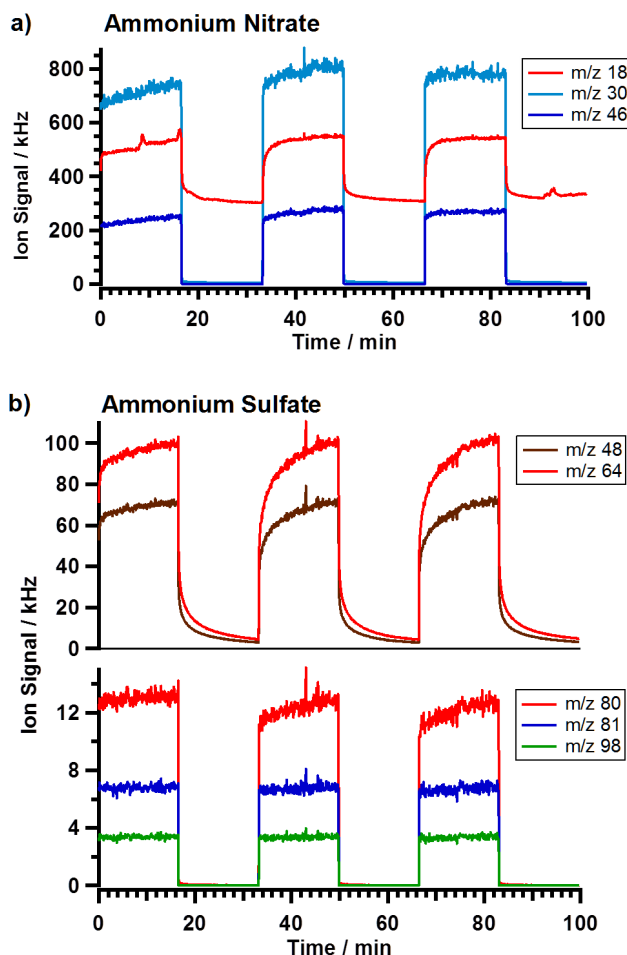 a) Ammonium Nitrate
Ion Signal / kHz
800
600
400
200
0
m/z 18
m/z 30
m/z 46
0 20 40 60 80 100
Time / min
b) Ammonium Sulfate
Ion Signal / kHz
100
80
60
40
20
0
m/z 48
m/z 64
12
8
4
0
m/z 80
m/z 81
m/z 98
0 20 40 60 80 100
Time / min